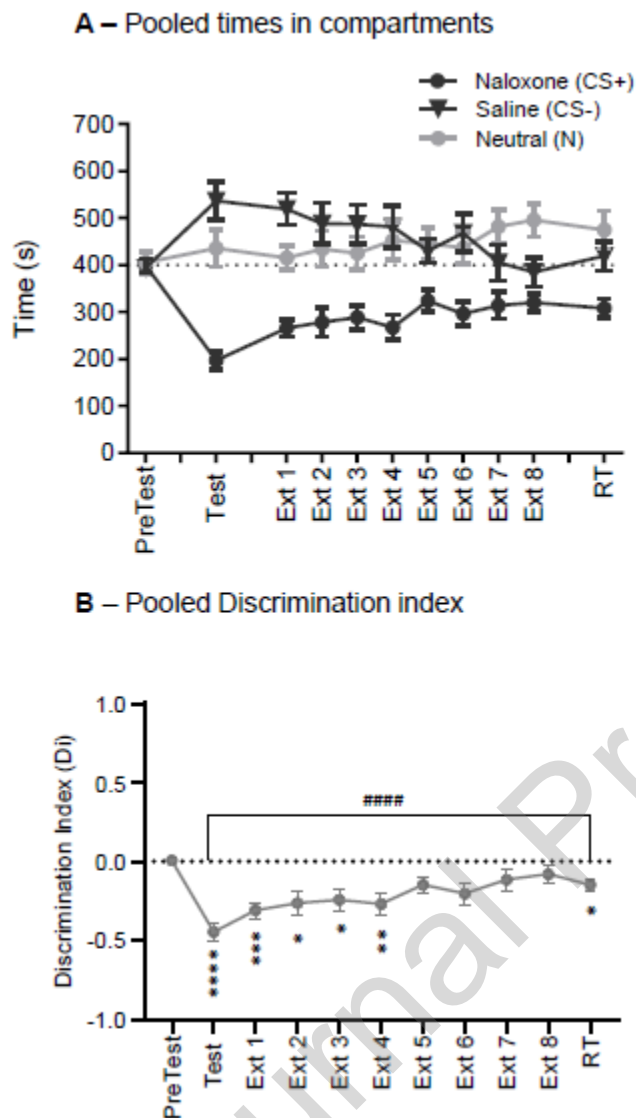 A – Pooled times in compartments
Naloxone (CS+)
Saline (CS-)
Neutral (N)
700
600
500
400
300
200
100
0
Time (s)
PreTest
Test
Ext 1
Ext 2
Ext 3
Ext 4
Ext 5
Ext 6
Ext 7
Ext 8
RT
B – Pooled Discrimination index
1.0
0.5
0.0
-0.5
-1.0
Discrimination Index (Di)
####
****
***
*
*
**
*
PreTest
Test
Ext 1
Ext 2
Ext 3
Ext 4
Ext 5
Ext 6
Ext 7
Ext 8
RT
urnal Pr